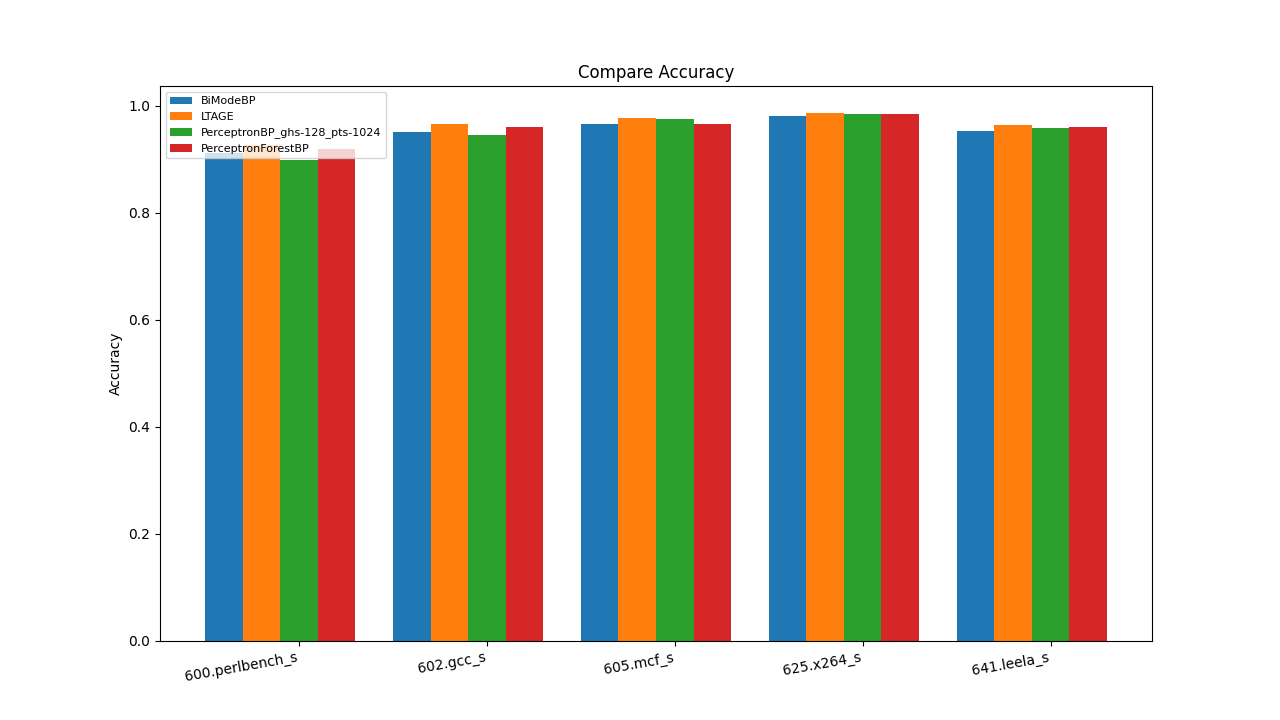 Compare Accuracy
BiModeBP
LTAGE
PerceptronBP_ghs-128_pts-1024
PerceptronForestBP
Accuracy
1.0
0.8
0.6
0.4
0.2
0.0
600.perlbench_s
602.gcc_s
605.mcf_s
625.x264_s
641.leela_s